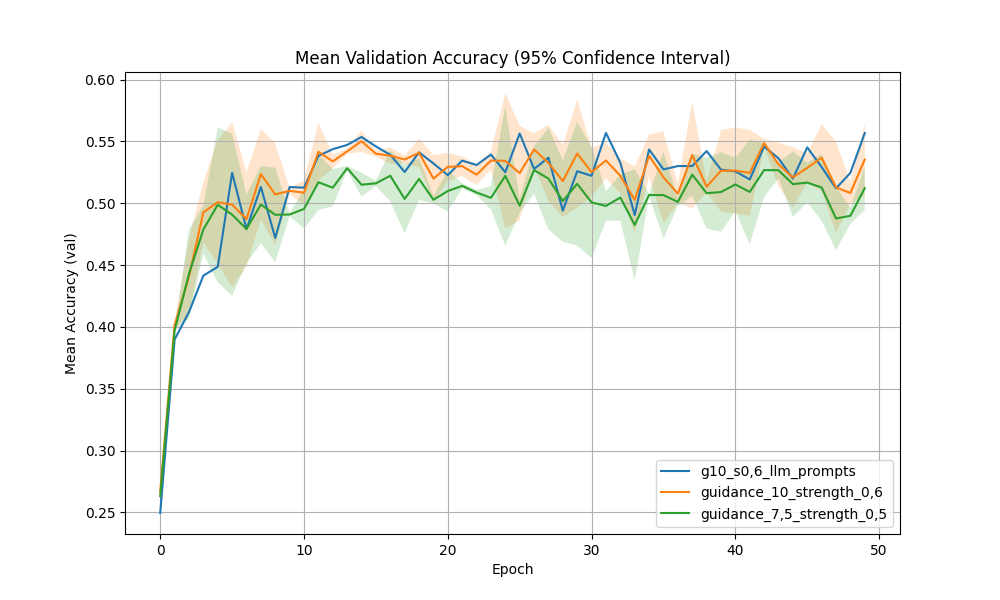 Mean Validation Accuracy (95% Confidence Interval)
0.60
0.55
0.50
0.45
0.40
0.35
0.30
0.25
Mean Accuracy (val)
g10_s0,6_llm_prompts
guidance_10_strength_0,6
guidance_7,5_strength_0,5
0 10 20 30 40 50
Epoch